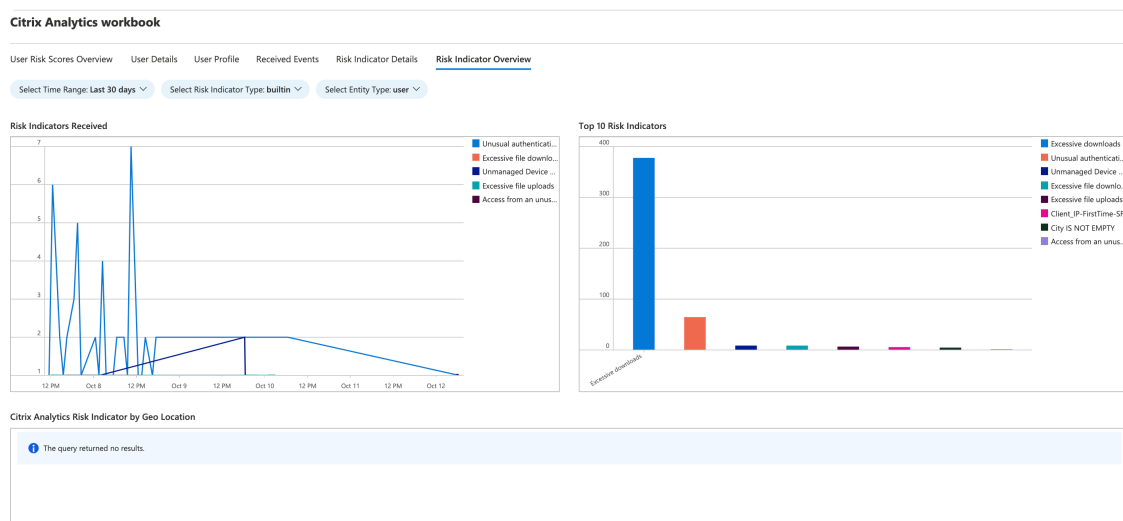 Citrix Analytics workbook
User Risk Scores Overview User Details User Profile Received Events Risk Indicator Details Risk Indicator Overview
Select Time Range: Last 30 days Select Risk Indicator Type: builtin Select Entity Type: user
Risk Indicators Received
7
6
5
4
3
2
1
12 PM Oct 8 12 PM Oct 9 12 PM Oct 10 12 PM Oct 11 12 PM Oct 12
Unusual authenticati...
Excessive file downlo...
Unmanaged Device ...
Excessive file uploads
Access from an unus...
Top 10 Risk Indicators
400
300
200
100
0
Excessive downloads
Excessive downloads
Unusual authenticati...
Unmanaged Device ...
Excessive file downlo...
Excessive file uploads
Client_IP-FirstTime-SF
City IS NOT EMPTY
Access from an unus...
Citrix Analytics Risk Indicator by Geo Location
The query returned no results.